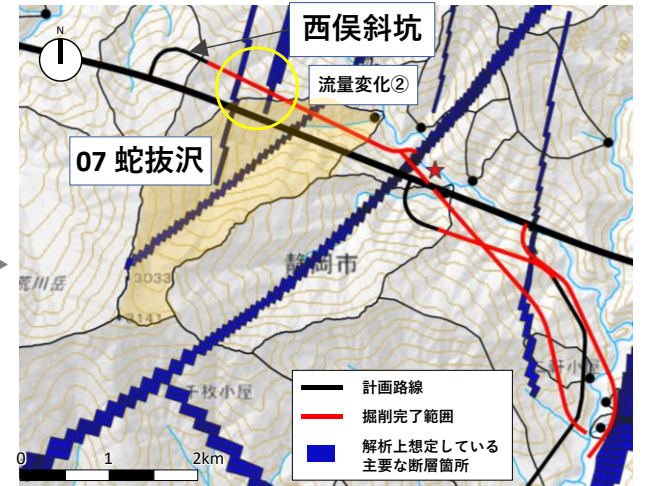 西俣斜坑
N
流量変化②
07 蛇抜沢
静岡市
3033
荒川岳
3141
千枚小屋
計画路線
掘削完了範囲
解析上想定している
主要な断層箇所
0 1 2km